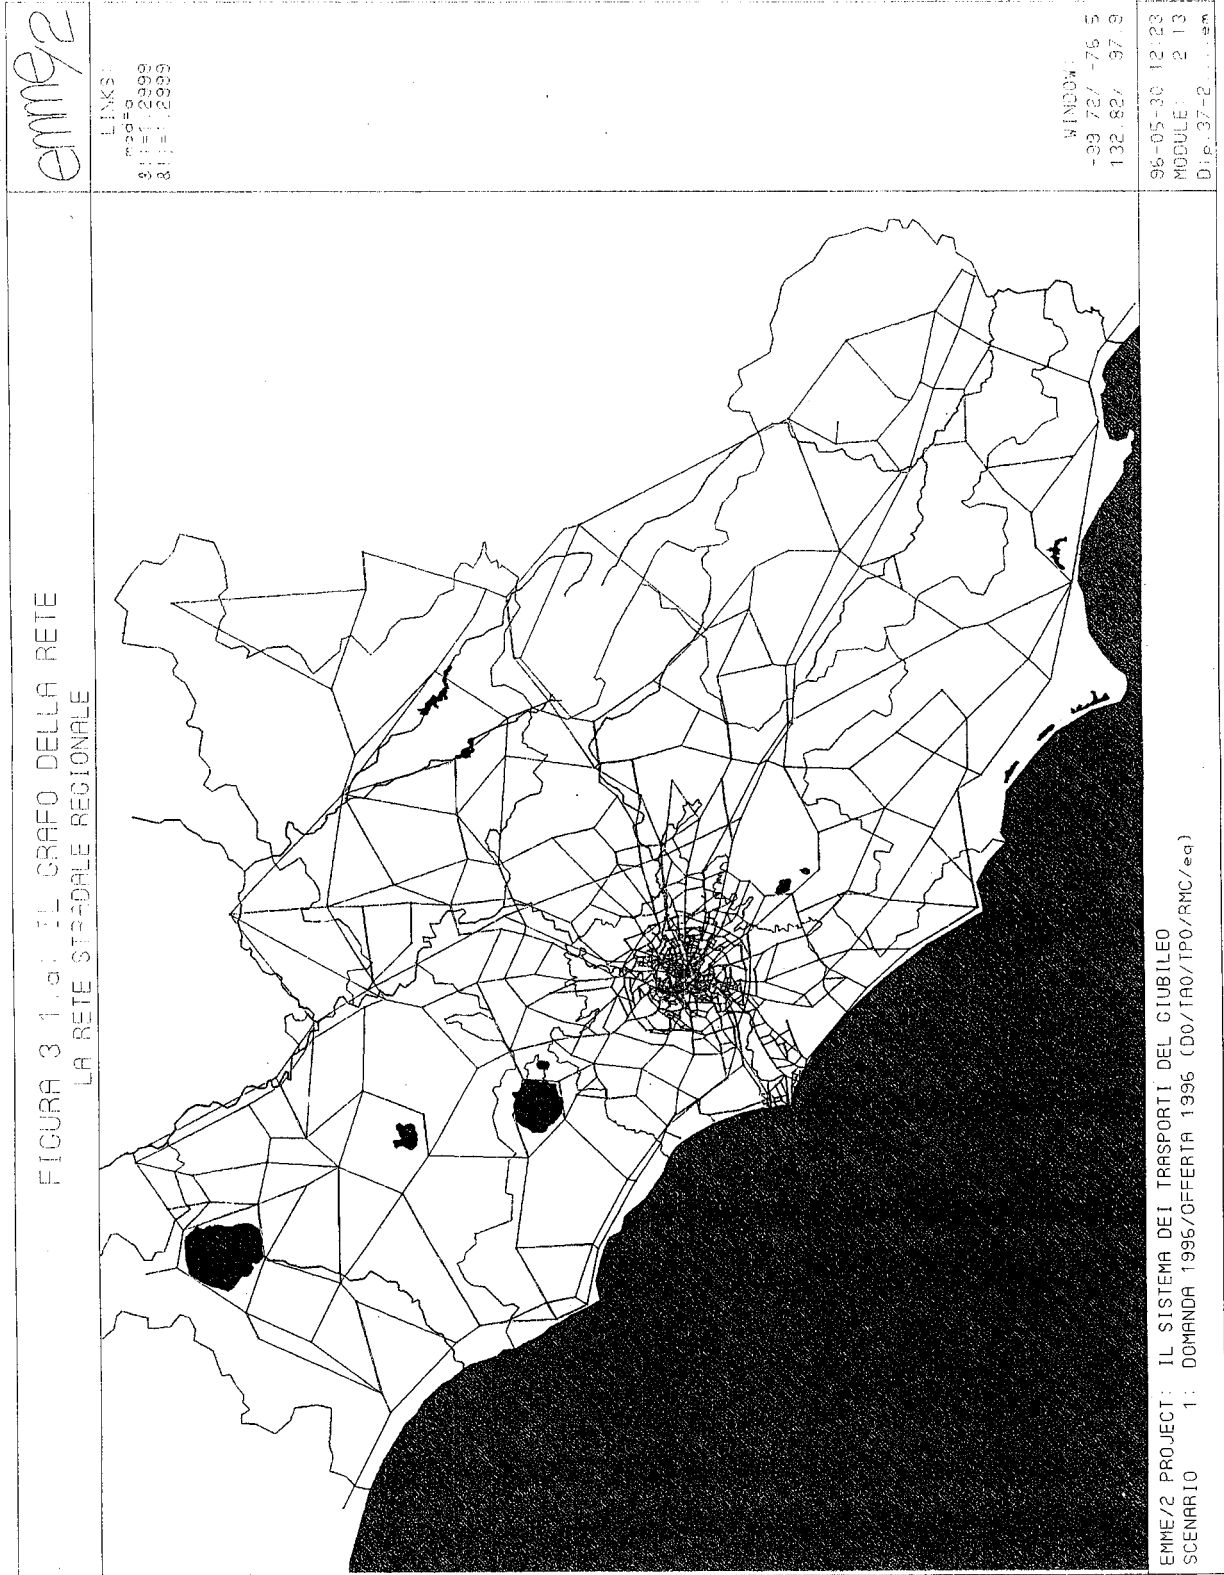 FIGURA 3.1.a: IL GRAFO DELLA RETE
LA RETE STRADALE REGIONALE
emme/2
LINKS:
WINDOW:
-99.72/ -76.5
132.82/ 97.9
EMME/2 PROJECT: IL SISTEMA DEI TRASPORTI DEL GIUBILEO
SCENARIO 1: DOMANDA 1996/OFFERTA 1996 (DO/TAO/TPO/RMC/eq)
96-05-30 12:23
MODULE: 2.13